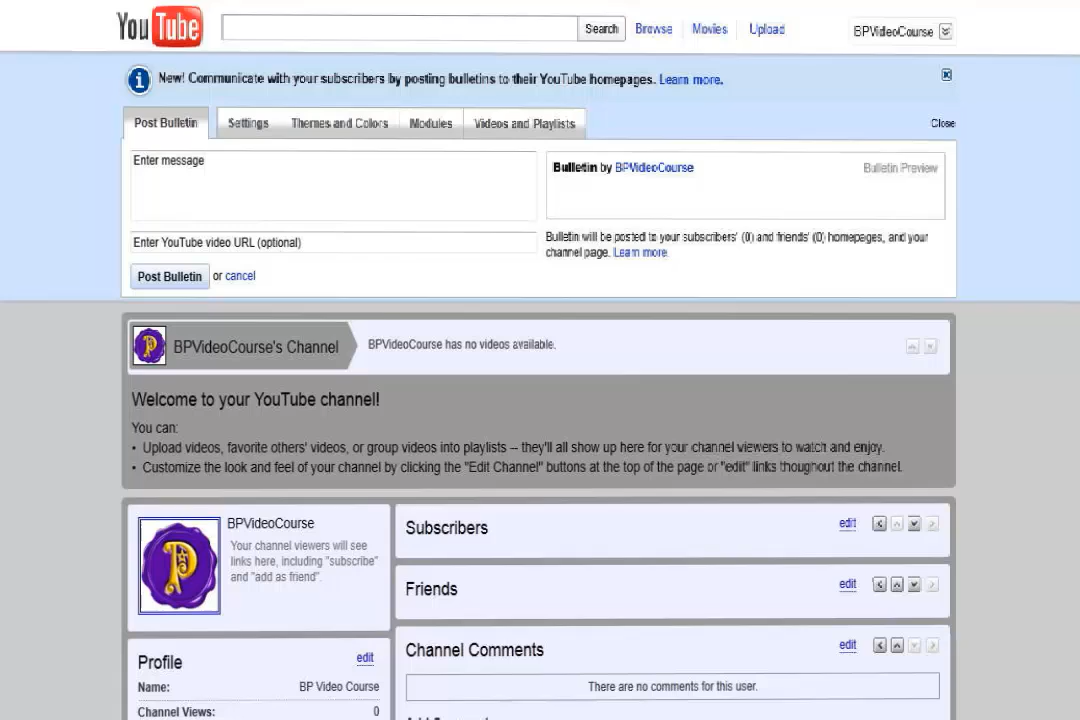 YouTube
Search
Browse
Movies
Upload
BPVideoCourse
New! Communicate with your subscribers by posting bulletins to their YouTube homepages. Learn more.
Post Bulletin
Settings
Themes and Colors
Modules
Videos and Playlists
Close
Enter message
Bulletin by BPVideoCourse
Bulletin Preview
Enter YouTube video URL (optional)
Bulletin will be posted to your subscribers' (0) and friends' (0) homepages, and your
channel page. Learn more.
Post Bulletin or cancel
P
BPVideoCourse's Channel
BPVideoCourse has no videos available.
Welcome to your YouTube channel!
You can:
• Upload videos, favorite others' videos, or group videos into playlists -- they'll all show up here for your channel viewers to watch and enjoy.
• Customize the look and feel of your channel by clicking the "Edit Channel" buttons at the top of the page or "edit" links thoughout the channel.
P
BPVideoCourse
Your channel viewers will see
links here, including "subscribe"
and "add as friend".
Subscribers
edit
Friends
edit
Channel Comments
edit
There are no comments for this user.
Profile
edit
Name: BP Video Course
Channel Views: 0